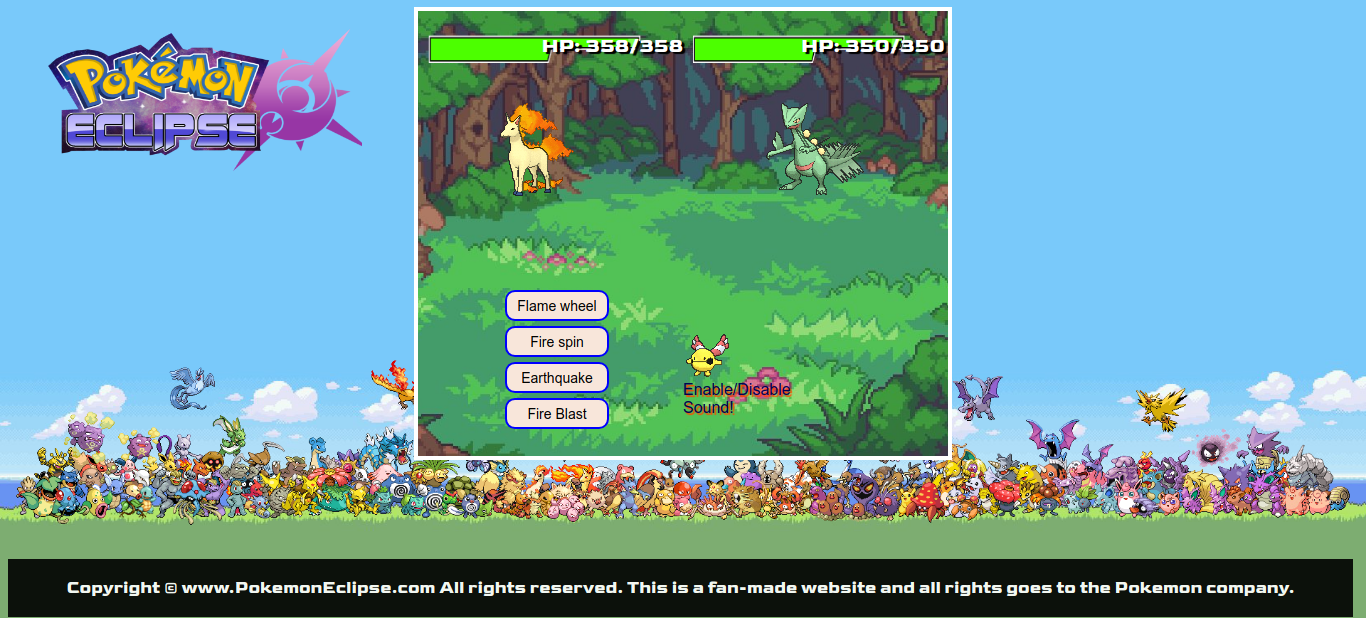 POKéMON
ECLIPSE
HP: 358/358
HP: 350/350
Flame wheel
Fire spin
Earthquake
Fire Blast
Enable/Disable
Sound!
Copyright © www.PokemonEclipse.com All rights reserved. This is a fan-made website and all rights goes to the Pokemon company.